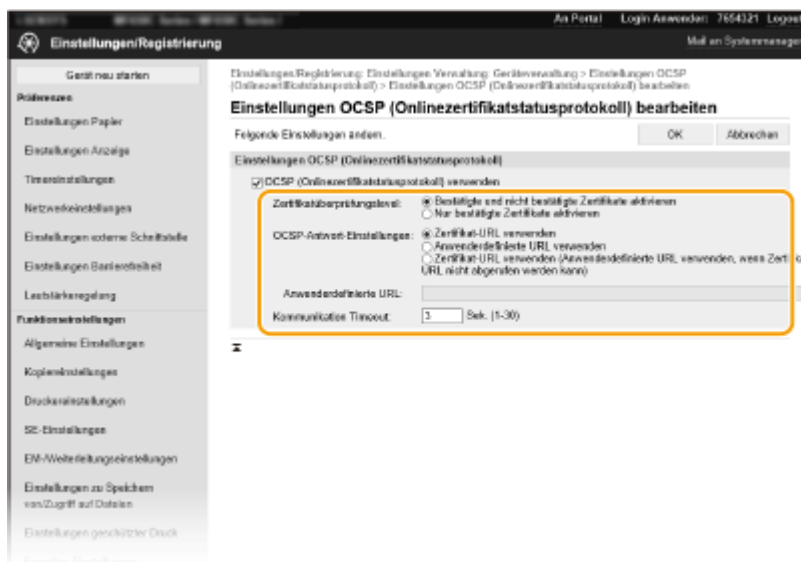 An Portal Login Anwender: 7654321 Logout
Einstellungen/Registrierung
Mail an Systemmanager
Gerät neu starten
Präferenzen
Einstellungen Papier
Einstellungen Anzeige
Timereinstellungen
Netzwerkeinstellungen
Einstellungen externe Schnittstelle
Einstellungen Barrierefreiheit
Lautstärkeregelung
Funktionseinstellungen
Allgemeine Einstellungen
Kopiereinstellungen
Druckereinstellungen
SE-Einstellungen
EM-/Weiterleitungseinstellungen
Einstellungen zu Speichern
von/Zugriff auf Dateien
Einstellungen geschützter Druck
Einstellungen/Registrierung: Einstellungen Verwaltung: Geräteverwaltung > Einstellungen OCSP
(Onlinezertifikatstatusprotokoll) > Einstellungen OCSP (Onlinezertifikatstatusprotokoll) bearbeiten
Einstellungen OCSP (Onlinezertifikatstatusprotokoll) bearbeiten
Folgende Einstellungen ändern.
OK Abbrechen
Einstellungen OCSP (Onlinezertifikatstatusprotokoll)
OCSP (Onlinezertifikatstatusprotokoll) verwenden
Zertifikatüberprüfungslevel: Bestätigte und nicht bestätigte Zertifikate aktivieren
Nur bestätigte Zertifikate aktivieren
OCSP-Antwort-Einstellungen: Zertifikat-URL verwenden
Anwenderdefinierte URL verwenden
Zertifikat-URL verwenden (Anwenderdefinierte URL verwenden, wenn Zertifika
URL nicht abgerufen werden kann)
Anwenderdefinierte URL:
Kommunikation Timeout: 3 Sek. (1-30)